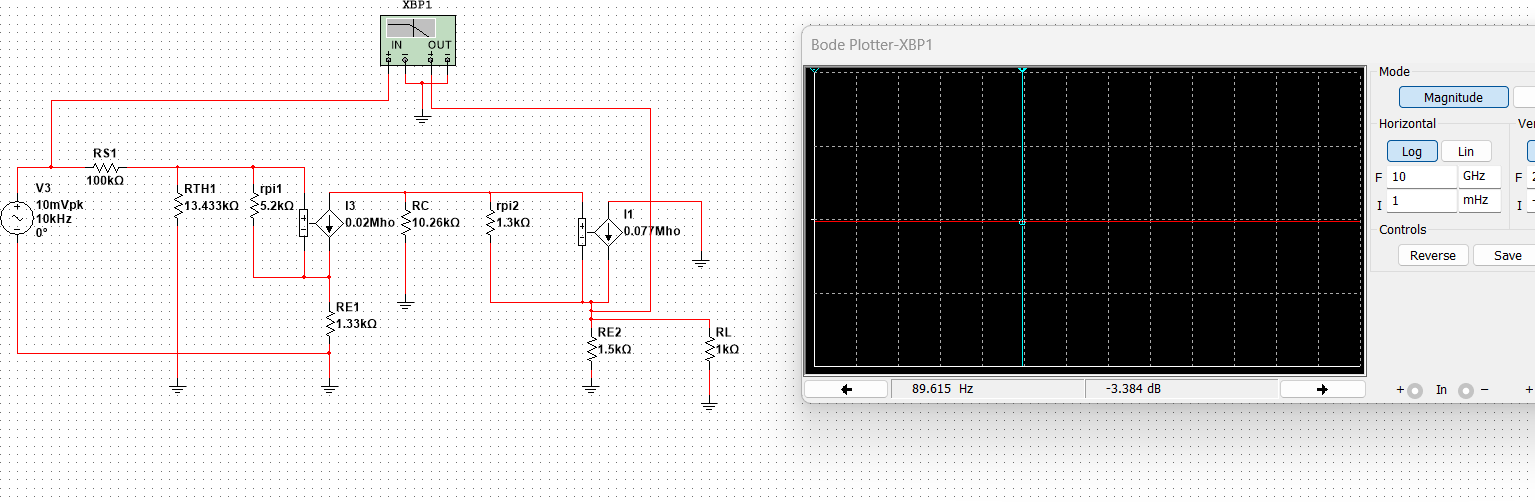 XBP1
IN OUT
+ − + −
RS1
100kΩ
V3
10mVpk
10kHz
0°
RTH1
13.433kΩ
rpi1
5.2kΩ
I3
0.02Mho
RC
10.26kΩ
rpi2
1.3kΩ
I1
0.077Mho
RE1
1.33kΩ
RE2
1.5kΩ
RL
1kΩ
Bode Plotter-XBP1
Mode
Magnitude
Horizontal
Log Lin
F 10 GHz
I 1 mHz
Controls
Reverse Save
89.615 Hz -3.384 dB
+ In −